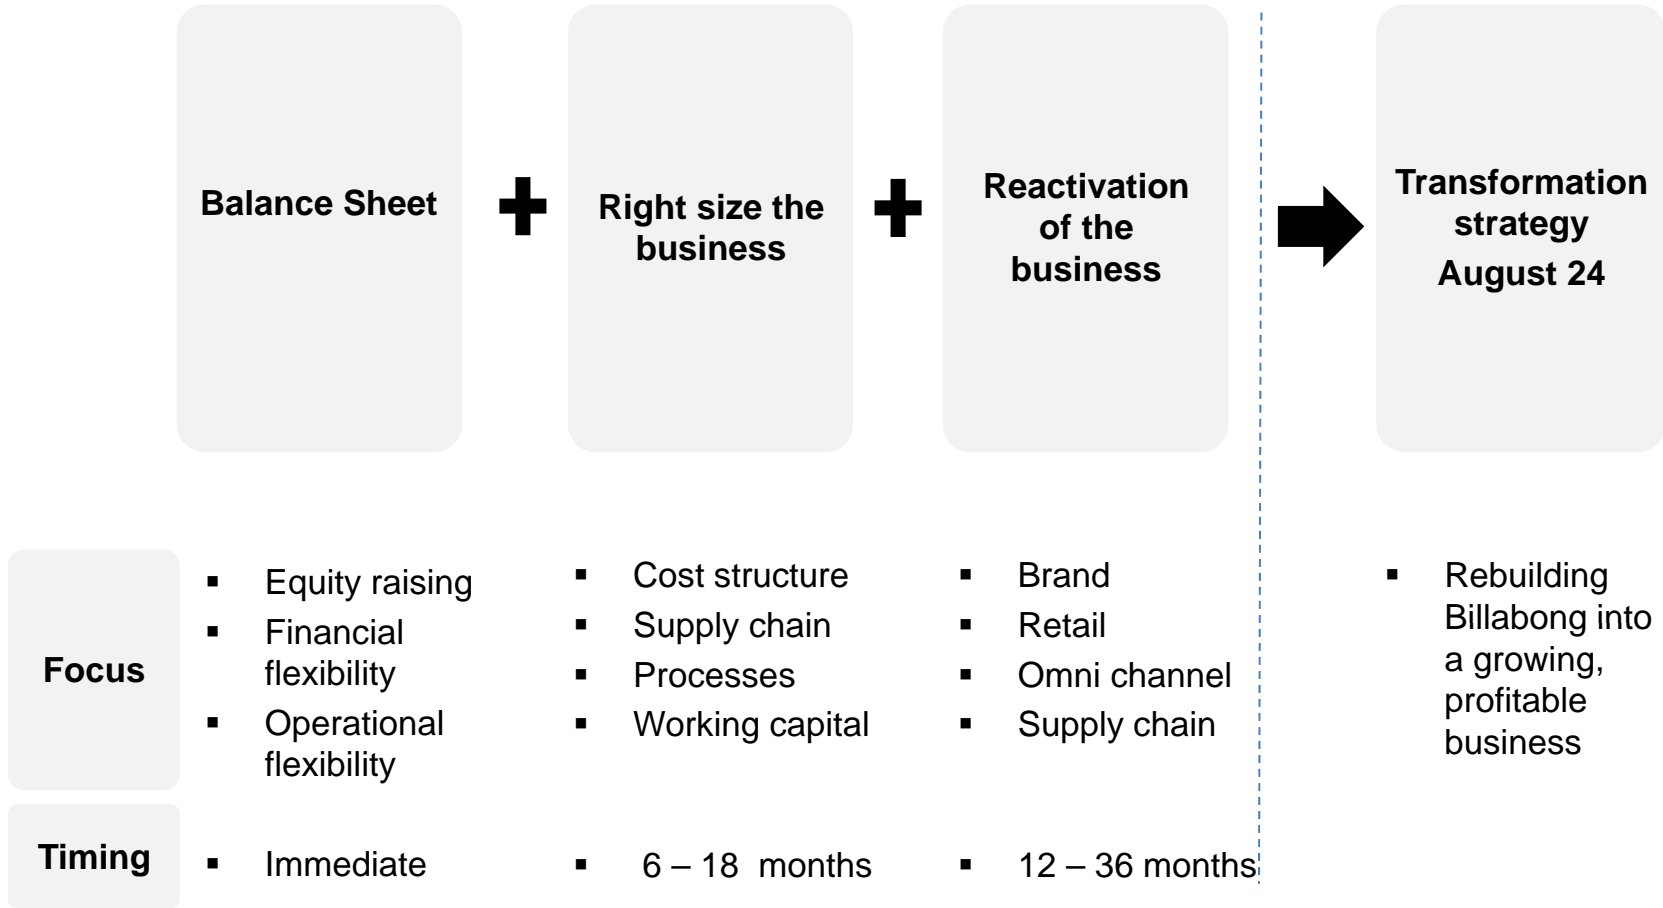 Balance Sheet
Right size the
business
Reactivation
of the
business
Transformation
strategy
August 24
Focus
▪ Equity raising
▪ Financial
flexibility
▪ Operational
flexibility
▪ Cost structure
▪ Supply chain
▪ Processes
▪ Working capital
▪ Brand
▪ Retail
▪ Omni channel
▪ Supply chain
▪ Rebuilding
Billabong into
a growing,
profitable
business
Timing
▪ Immediate
▪ 6 – 18 months
▪ 12 – 36 months